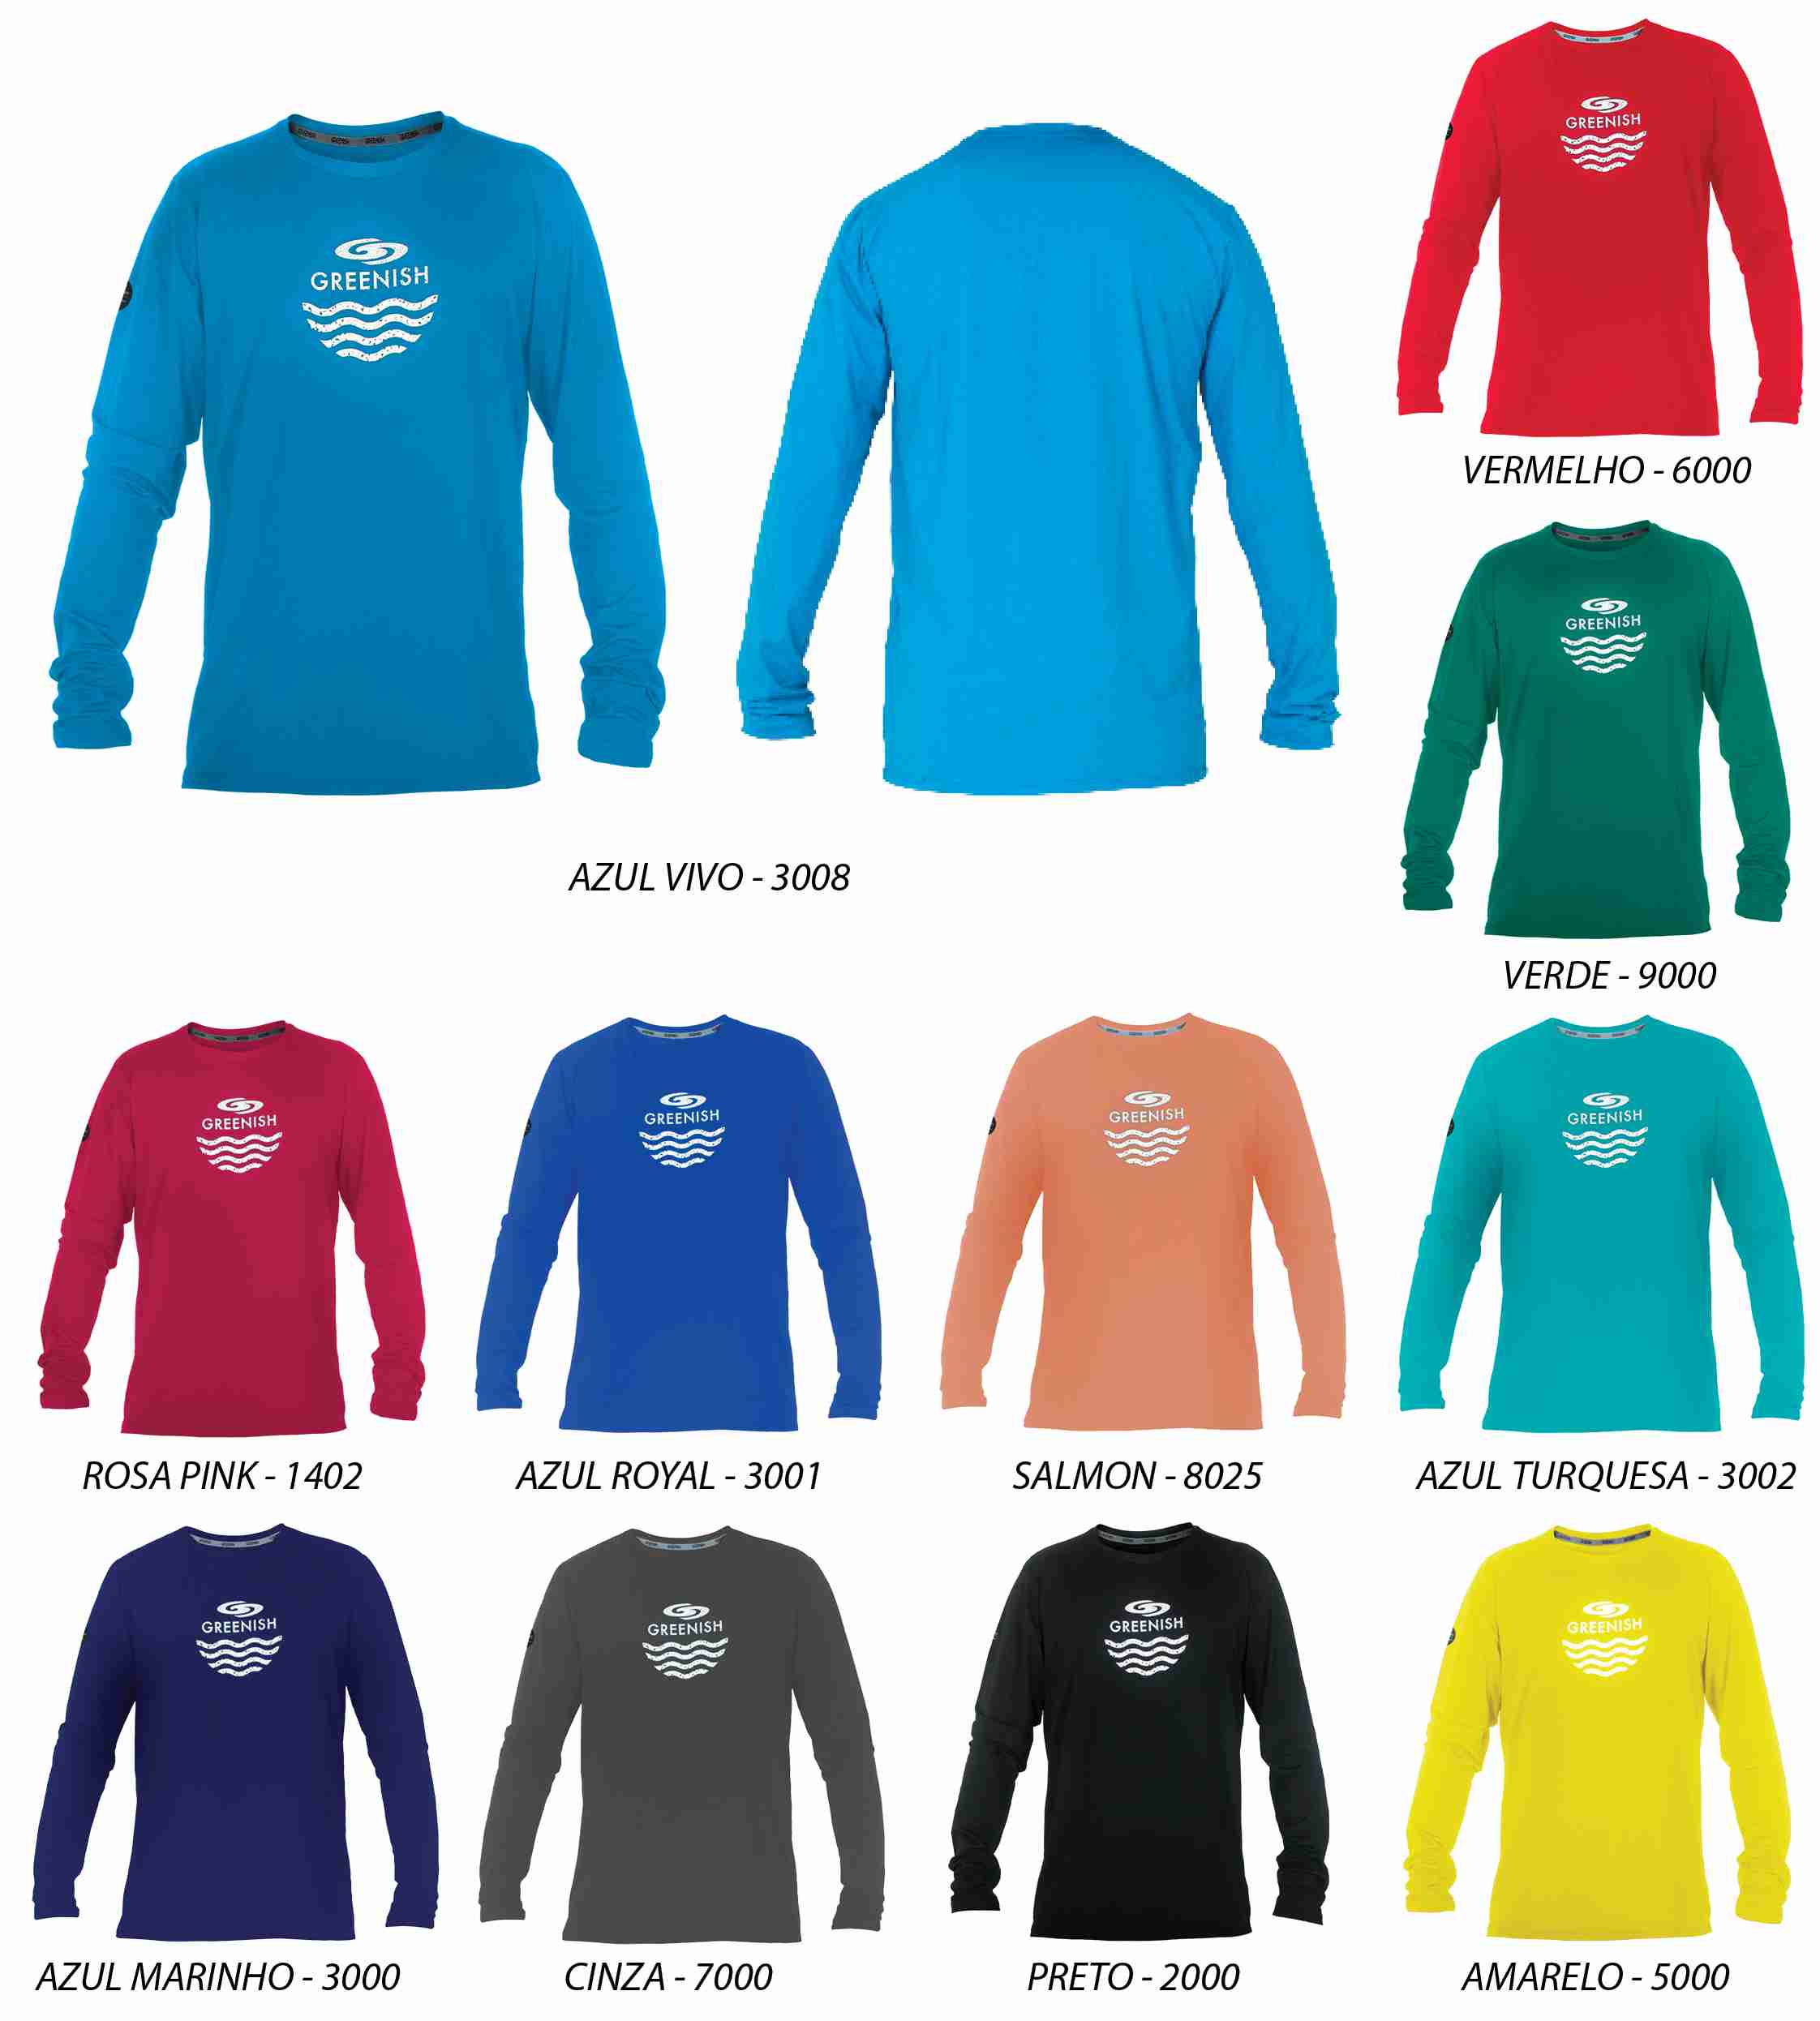 GREENISH
GREENISH
VERMELHO - 6000
GREENISH
AZUL VIVO - 3008
VERDE - 9000
GREENISH
GREENISH
GREENISH
GREENISH
ROSA PINK - 1402
AZUL ROYAL - 3001
SALMON - 8025
AZUL TURQUESA - 3002
GREENISH
GREENISH
GREENISH
GREENISH
AZUL MARINHO - 3000
CINZA - 7000
PRETO - 2000
AMARELO - 5000